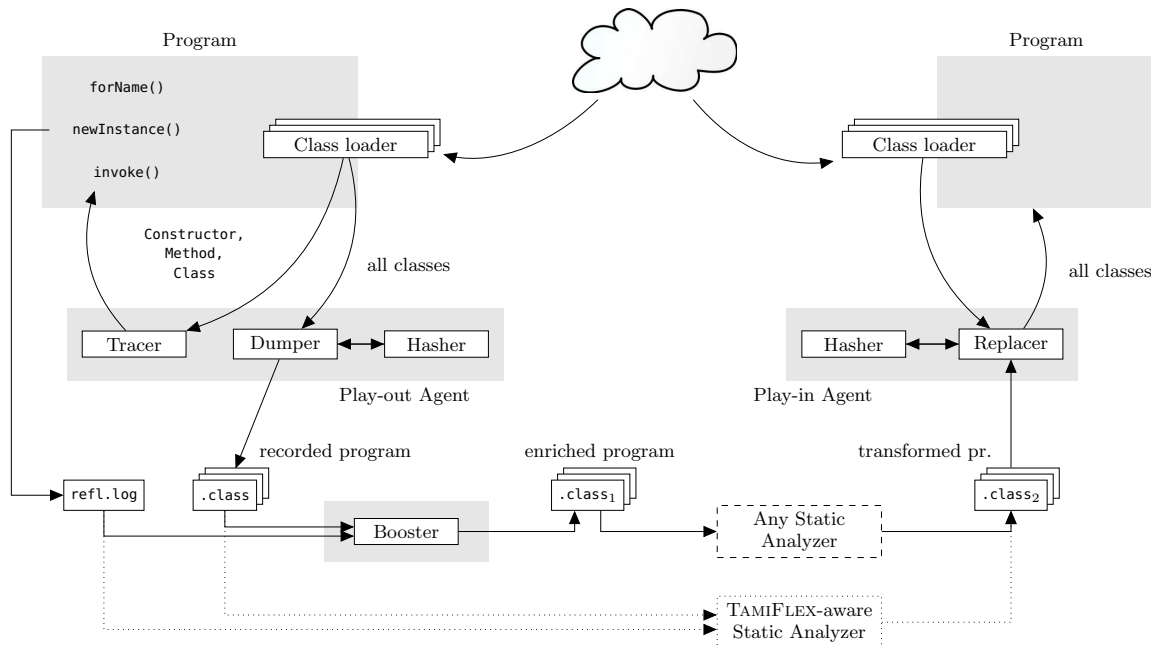 Program
Program
forName()
newInstance()
Class loader
Class loader
invoke()
Constructor,
Method,
Class
all classes
all classes
Tracer
Dumper
Hasher
Hasher
Replacer
Play-out Agent
Play-in Agent
recorded program
enriched program
transformed pr.
refl.log
.class
.class1
.class2
Booster
Any Static
Analyzer
TamiFlex-aware
Static Analyzer